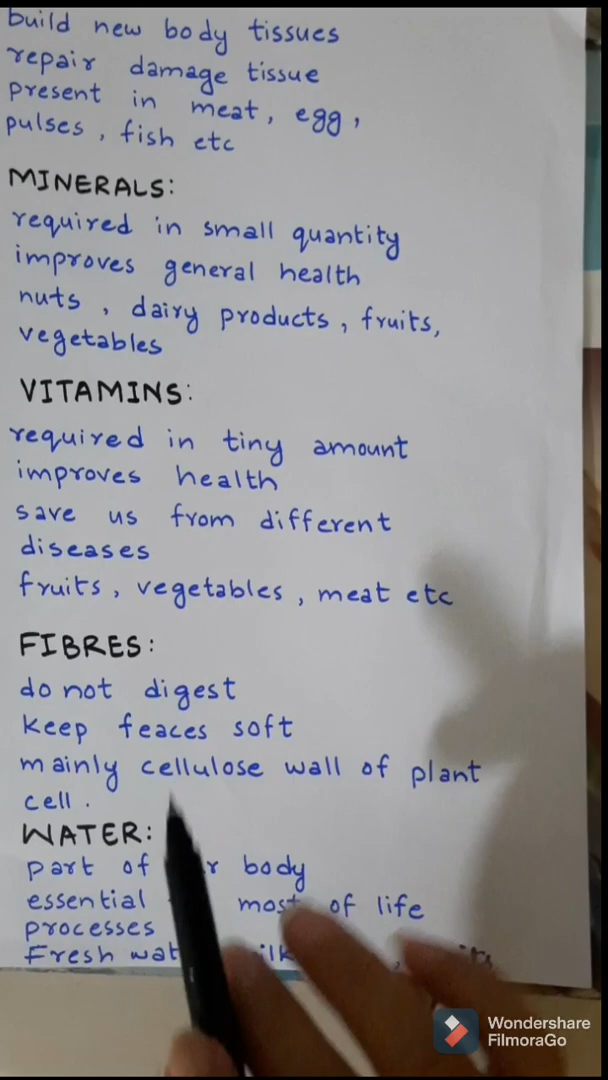 build new body tissues
repair damage tissue
present in meat, egg,
pulses, fish etc
MINERALS:
required in small quantity
improves general health
nuts, dairy products, fruits,
vegetables
VITAMINS:
required in tiny amount
improves health
save us from different
diseases
fruits, vegetables, meat etc
FIBRES:
do not digest
keep feaces soft
mainly cellulose wall of plant
cell.
WATER:
part of body
essential most of life
processes
Fresh
Wondershare
FilmoraGo